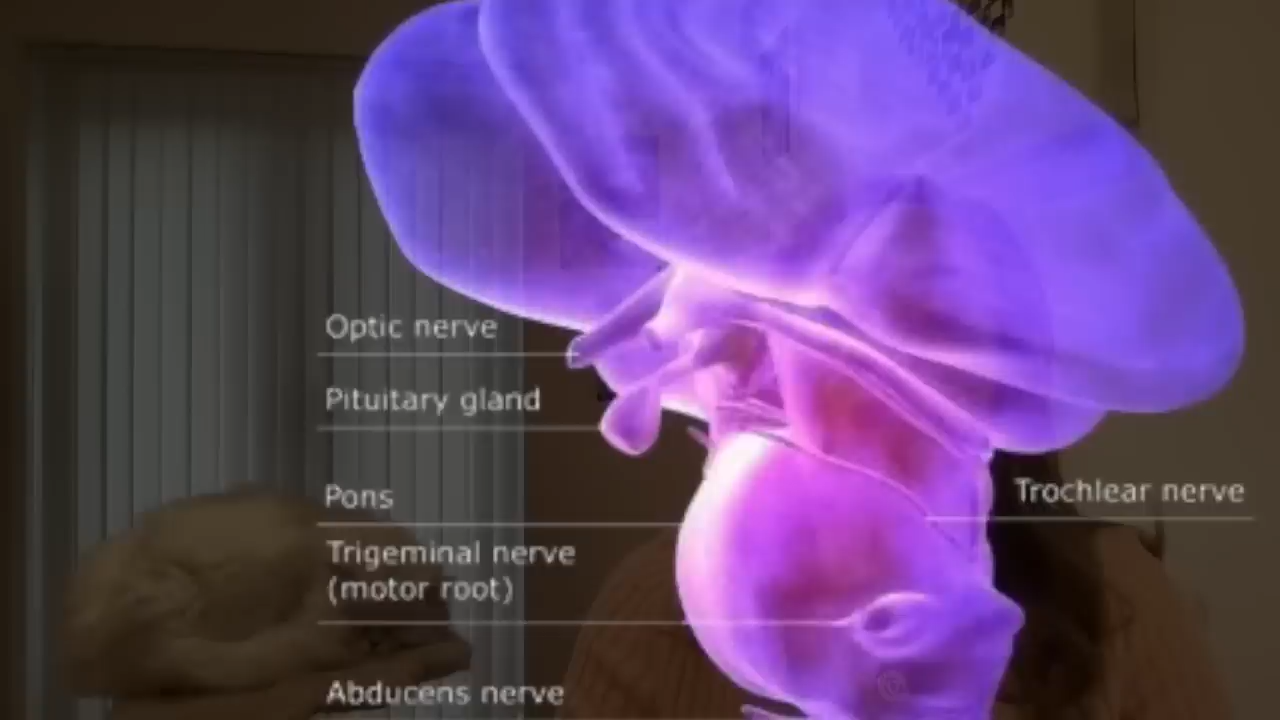 Optic nerve
Pituitary gland
Pons
Trochlear nerve
Trigeminal nerve
(motor root)
Abducens nerve